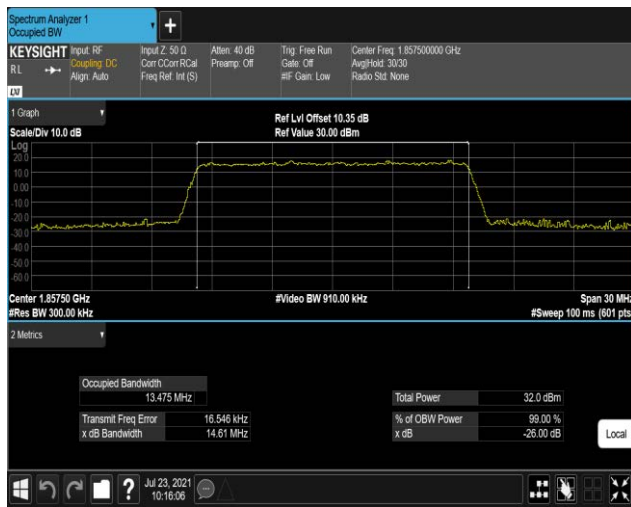 Spectrum Analyzer 1
Occupied BW
KEYSIGHT
RL
LXI
Input: RF
Coupling: DC
Align: Auto
Input Z: 50 Ω
Corr CCorr RCal
Freq Ref: Int (S)
Atten: 40 dB
Preamp: Off
Trig: Free Run
Gate: Off
#IF Gain: Low
Center Freq: 1.857500000 GHz
Avg|Hold: 30/30
Radio Std: None
1 Graph
Scale/Div 10.0 dB
Ref Lvl Offset 10.35 dB
Ref Value 30.00 dBm
Log
20.0
10.0
0.00
-10.0
-20.0
-30.0
-40.0
-50.0
-60.0
Center 1.85750 GHz
#Video BW 910.00 kHz
Span 30 MHz
#Res BW 300.00 kHz
#Sweep 100 ms (601 pts
2 Metrics
Occupied Bandwidth
13.475 MHz
Total Power 32.0 dBm
Transmit Freq Error 16.546 kHz
% of OBW Power 99.00 %
x dB Bandwidth 14.61 MHz
x dB -26.00 dB
Local
?
Jul 23, 2021
10:16:06